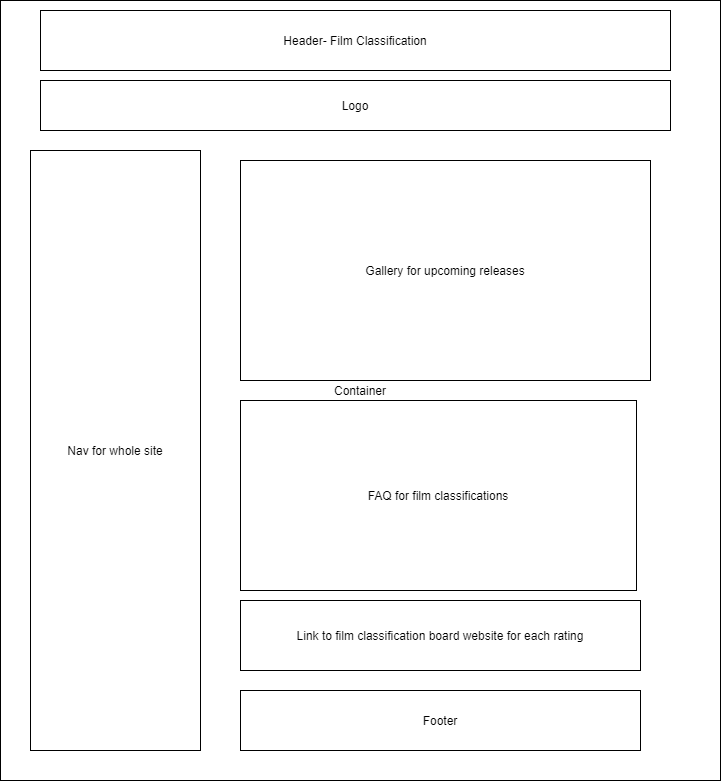 Header- Film Classification
Logo
Nav for whole site
Gallery for upcoming releases
Container
FAQ for film classifications
Link to film classification board website for each rating
Footer